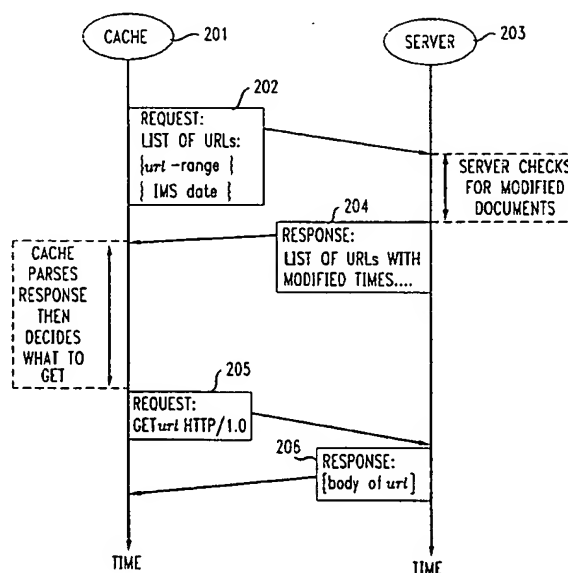 CACHE
201
SERVER
203
202
REQUEST:
LIST OF URLs:
{url-range }
{ IMS date }
SERVER CHECKS
FOR MODIFIED
DOCUMENTS
204
RESPONSE:
LIST OF URLs WITH
MODIFIED TIMES....
CACHE
PARSES
RESPONSE
THEN
DECIDES
WHAT TO
GET
205
REQUEST:
GET url HTTP/1.0
206
RESPONSE:
[body of url]
TIME
TIME